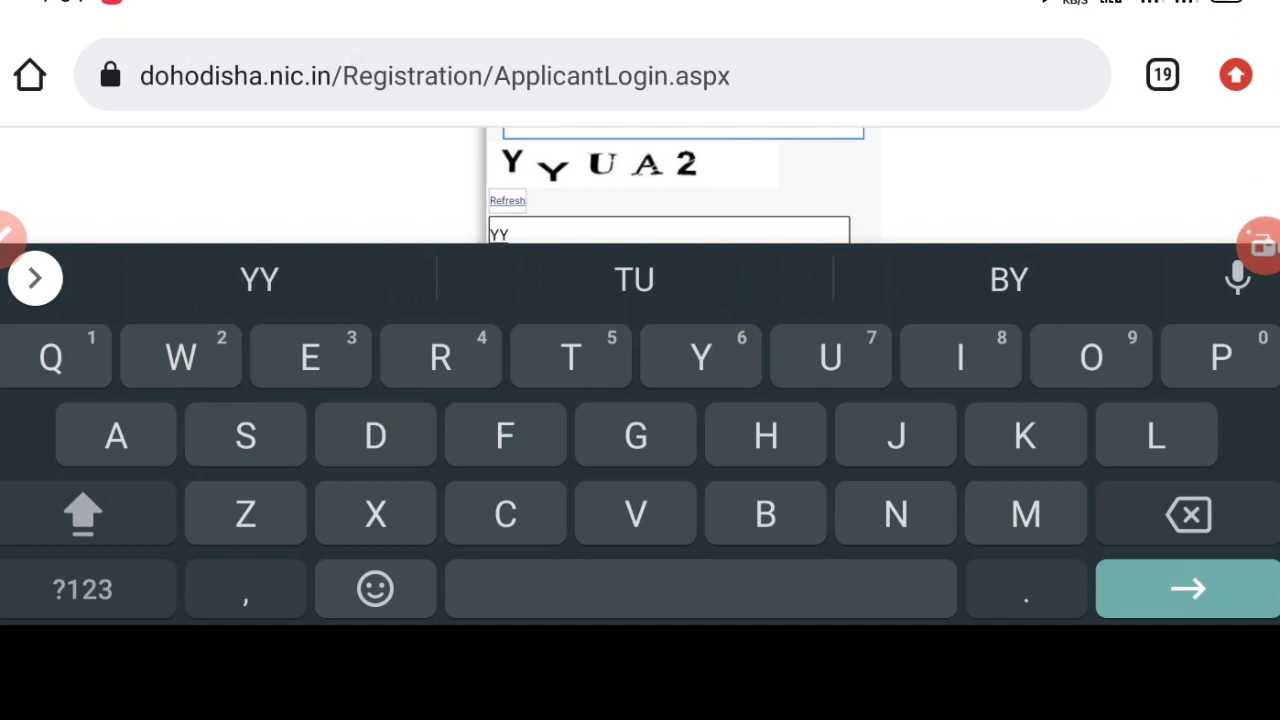 dohodisha.nic.in/Registration/ApplicantLogin.aspx
19
Y Y U A 2
Refresh
YY
YY TU BY
Q 1 W 2 E 3 R 4 T 5 Y 6 U 7 I 8 O 9 P 0
A S D F G H J K L
Z X C V B N M
?123 , .